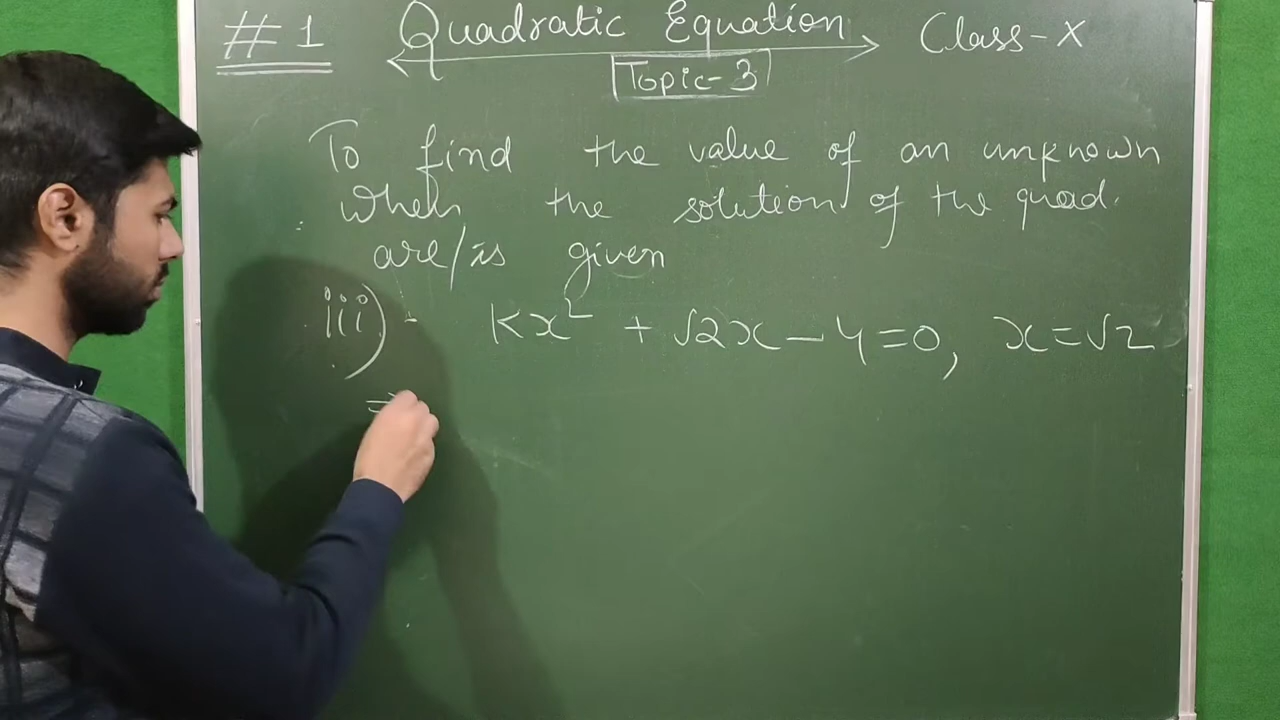 #1 Quadratic Equation Class-X
Topic-3
To find the value of an unknown
when the solution of the quad.
are/is given
iii)- Kx² + √2x - 4 = 0, x = √2
=